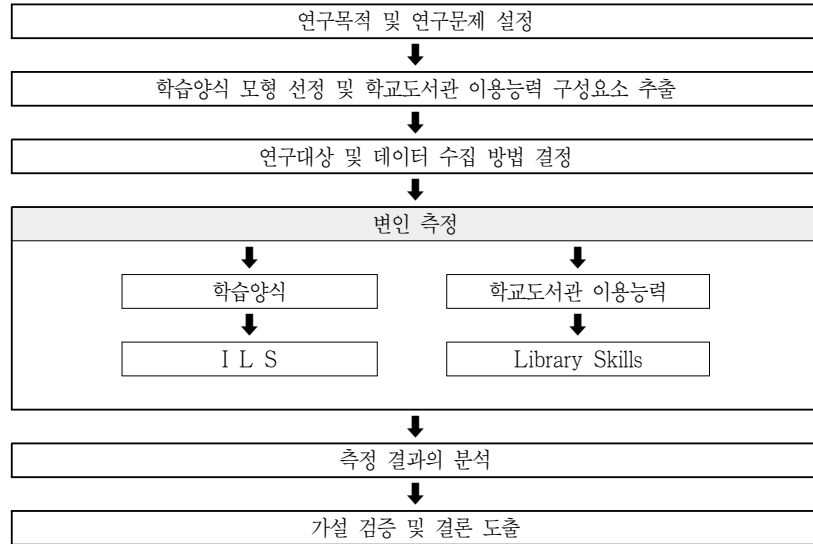 연구목적 및 연구문제 설정
학습양식 모형 선정 및 학교도서관 이용능력 구성요소 추출
연구대상 및 데이터 수집 방법 결정
변인 측정
학습양식
학교도서관 이용능력
I L S
Library Skills
측정 결과의 분석
가설 검증 및 결론 도출